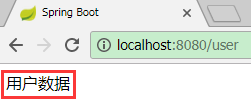 Spring Boot
localhost:8080/user
用户数据